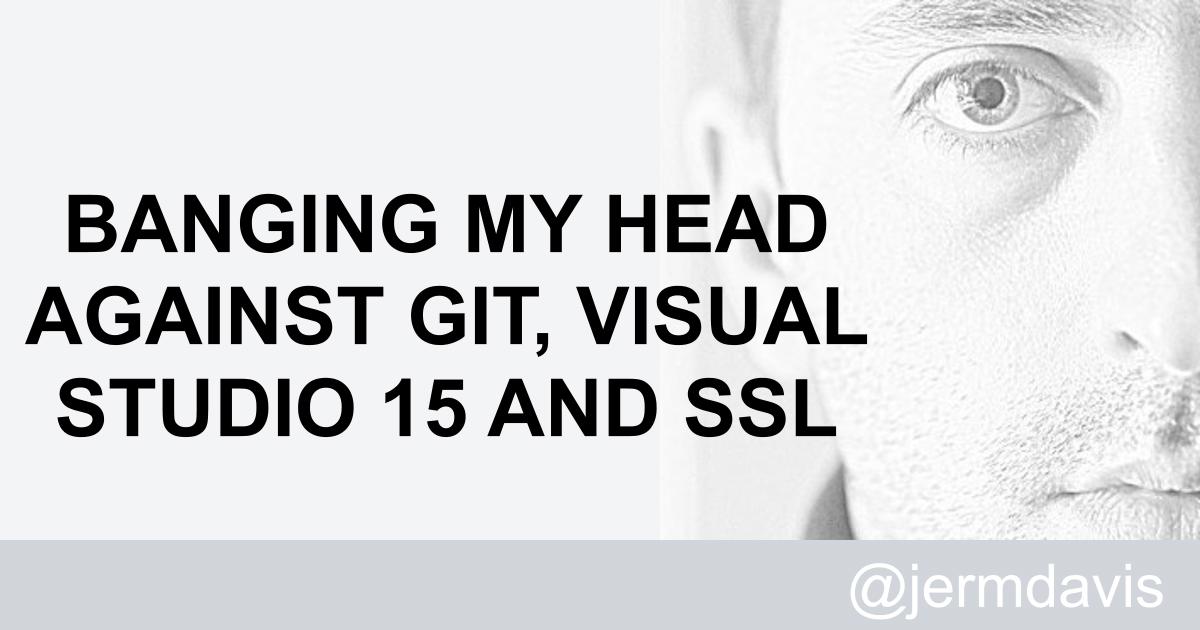 BANGING MY HEAD
AGAINST GIT, VISUAL
STUDIO 15 AND SSL
@jermdavis